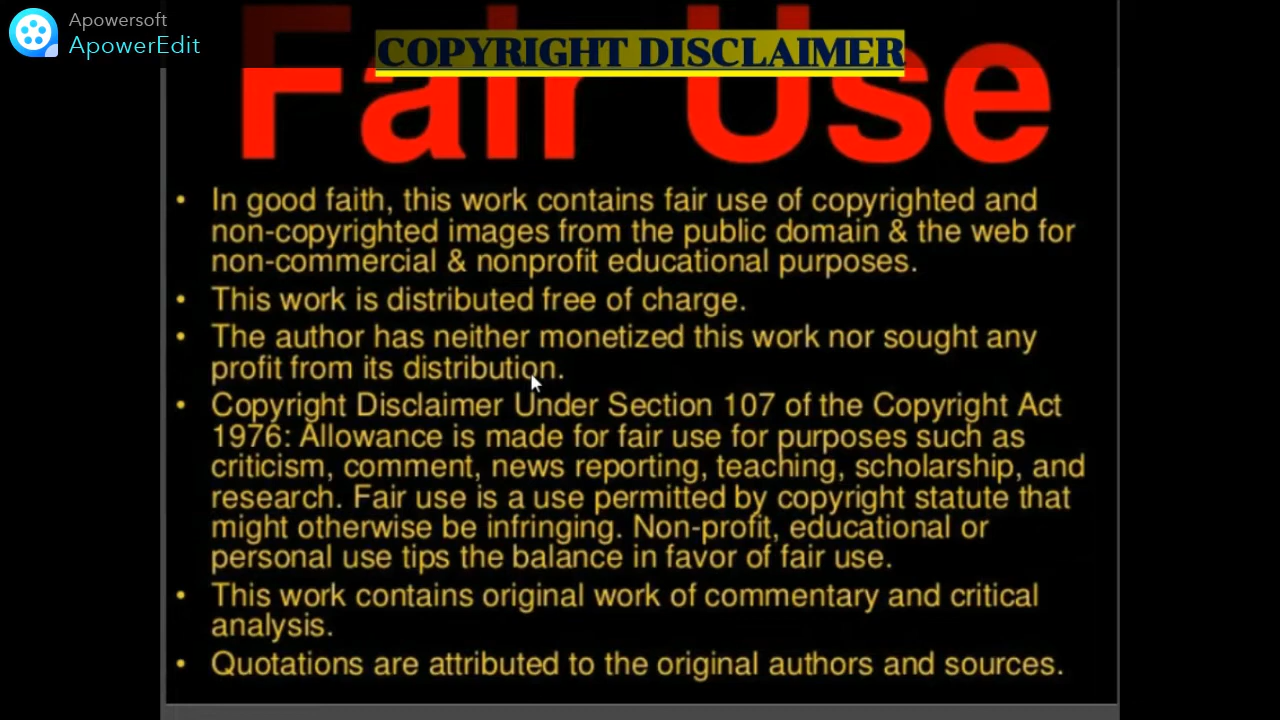 Apowersoft
ApowerEdit
COPYRIGHT DISCLAIMER
Fair Use
• In good faith, this work contains fair use of copyrighted and
non-copyrighted images from the public domain & the web for
non-commercial & nonprofit educational purposes.
• This work is distributed free of charge.
• The author has neither monetized this work nor sought any
profit from its distribution.
• Copyright Disclaimer Under Section 107 of the Copyright Act
1976: Allowance is made for fair use for purposes such as
criticism, comment, news reporting, teaching, scholarship, and
research. Fair use is a use permitted by copyright statute that
might otherwise be infringing. Non-profit, educational or
personal use tips the balance in favor of fair use.
• This work contains original work of commentary and critical
analysis.
• Quotations are attributed to the original authors and sources.